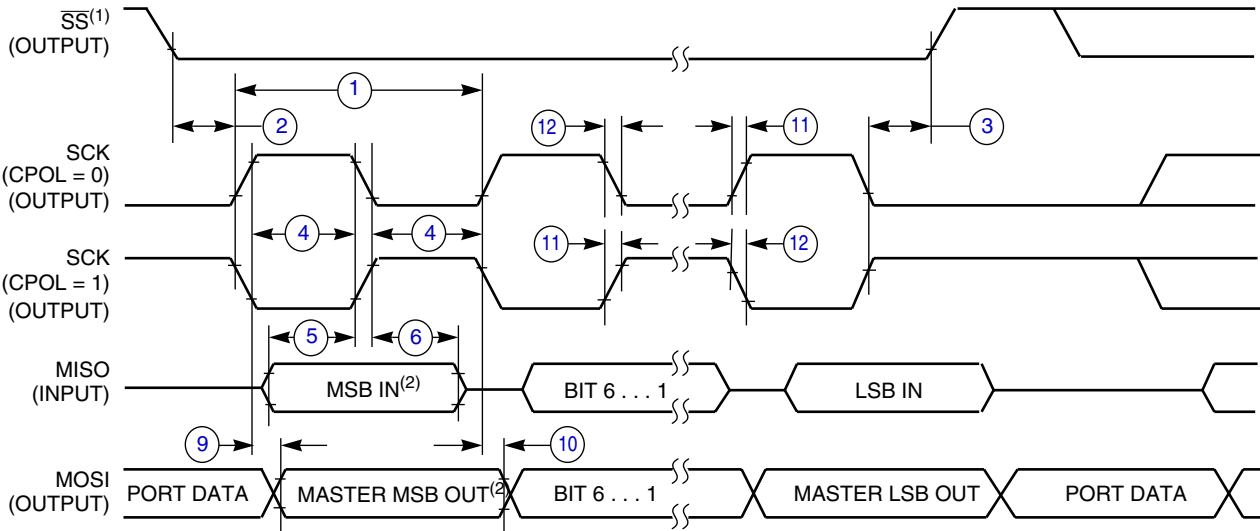 SS(1)
(OUTPUT)
1
2
12
11
3
SCK
(CPOL = 0)
(OUTPUT)
4
4
11
12
SCK
(CPOL = 1)
(OUTPUT)
5
6
MISO
(INPUT)
MSB IN(2)
BIT 6 . . . 1
LSB IN
9
10
MOSI
(OUTPUT)
PORT DATA
MASTER MSB OUT(2
BIT 6 . . . 1
MASTER LSB OUT
PORT DATA